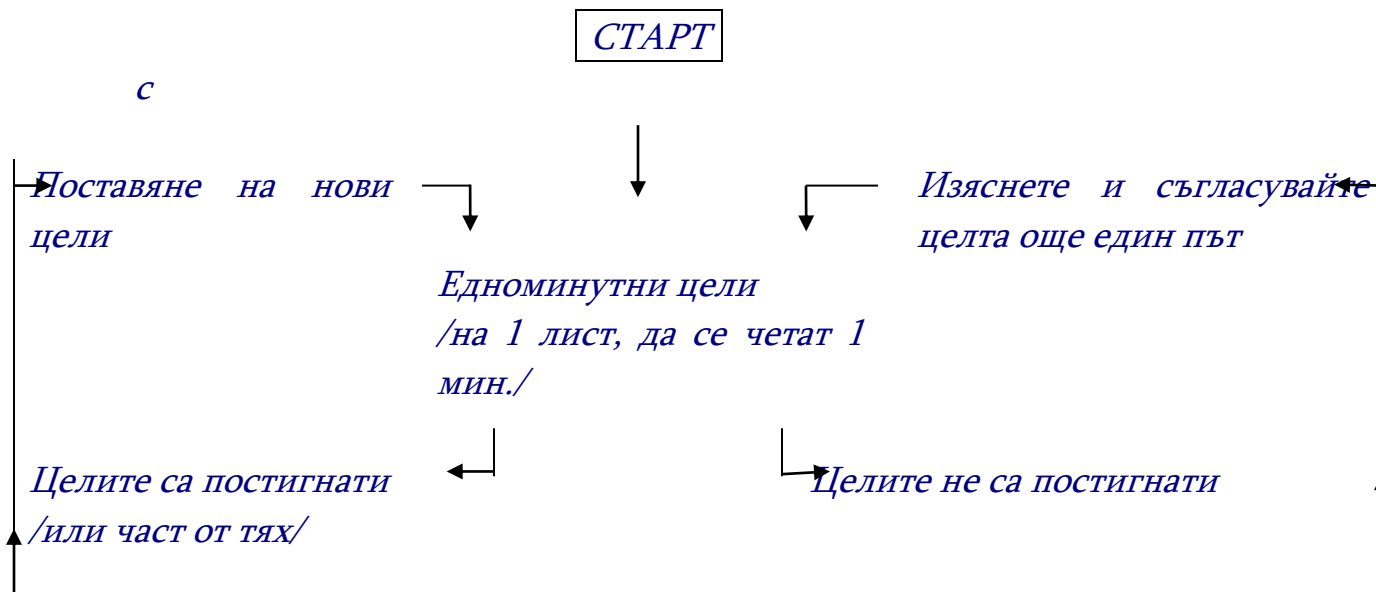 СТАРТ
с
Поставяне на нови
цели
Изяснете и съгласувайте
целта още един път
Едноминутни цели
/на 1 лист, да се четат 1
мин./
Целите са постигнати
/или част от тях/
Целите не са постигнати